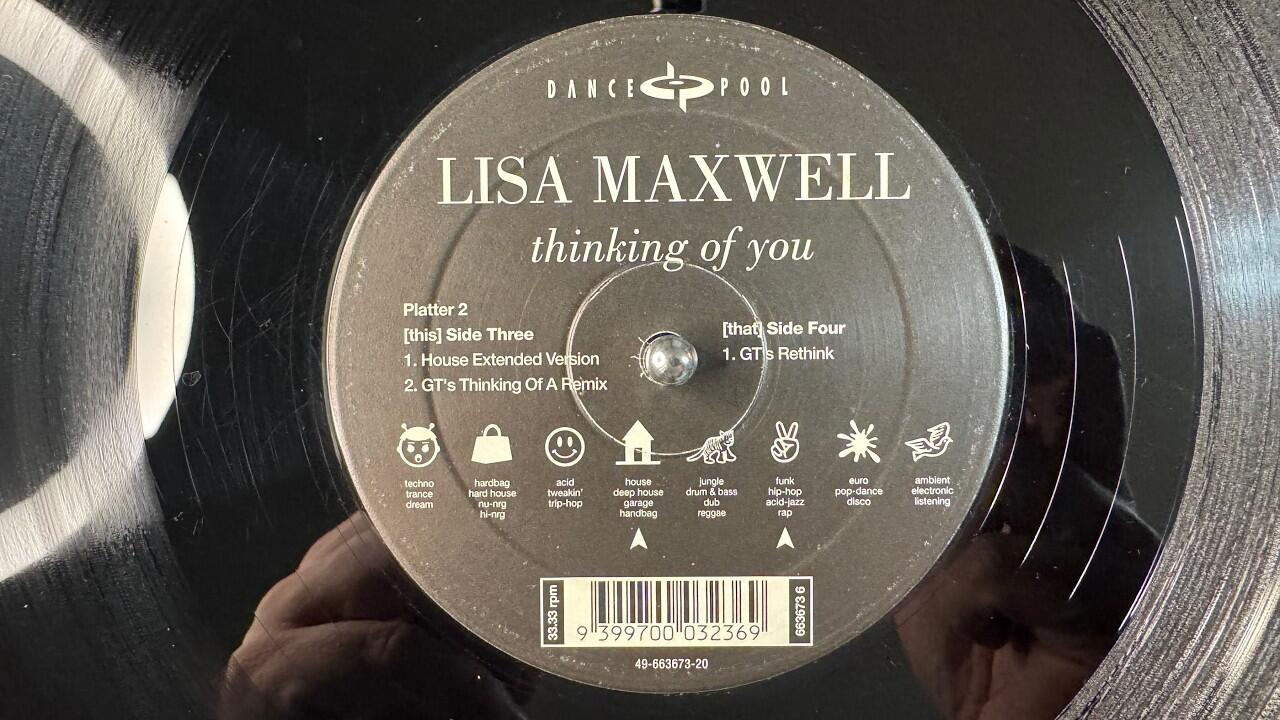 DANCE POOL
LISA MAXWELL
thinking of you
Platter 2
[this] Side Three
1. House Extended Version
2. GT's Thinking Of A Remix
[that] Side Four
1. GT's Rethink
techno
trance
dream
hardbag
hard house
nu-nrg
hi-nrg
acid
tweakin'
trip-hop
house
deep house
garage
handbag
jungle
drum & bass
dub
reggae
funk
hip-hop
acid-jazz
rap
euro
pop-dance
disco
ambient
electronic
listening
33.33 rpm
9 399700 032369
663673 6
49-663673-20